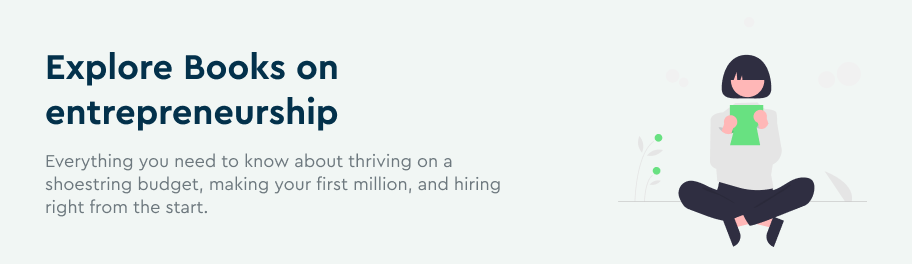 Explore Books on
entrepreneurship
Everything you need to know about thriving on a
shoestring budget, making your first million, and hiring
right from the start.